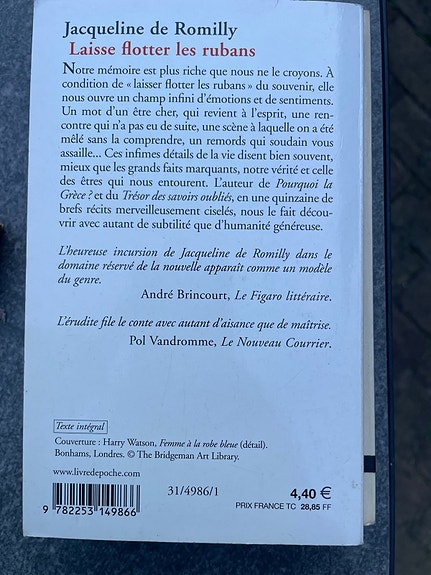 Jacqueline de Romilly
Laisse flotter les rubans
Notre mémoire est plus riche que nous ne le croyons. À
condition de « laisser flotter les rubans » du souvenir, elle
nous ouvre un champ infini d'émotions et de sentiments.
Un mot d'un être cher, qui revient à l'esprit, une ren-
contre qui n'a pas eu de suite, une scène à laquelle on a été
mêlé sans la comprendre, un remords qui soudain vous
assaille... Ces infimes détails de la vie disent bien souvent,
mieux que les grands faits marquants, notre vérité et celle
des êtres qui nous entourent. L'auteur de Pourquoi la
Grèce ? et du Trésor des savoirs oubliés, en une quinzaine de
brefs récits merveilleusement ciselés, nous le fait décou-
vrir avec autant de subtilité que d'humanité généreuse.
L'heureuse incursion de Jacqueline de Romilly dans le
domaine réservé de la nouvelle apparaît comme un modèle
du genre.
André Brincourt, Le Figaro littéraire.
L'érudite file le conte avec autant d'aisance que de maîtrise.
Pol Vandromme, Le Nouveau Courrier.
Texte intégral
Couverture : Harry Watson, Femme à la robe bleue (détail).
Bonhams, Londres. © The Bridgeman Art Library.
www.livredepoche.com
31/4986/1
4,40 €
PRIX FRANCE TC 28,85 FF
9 782253 149866